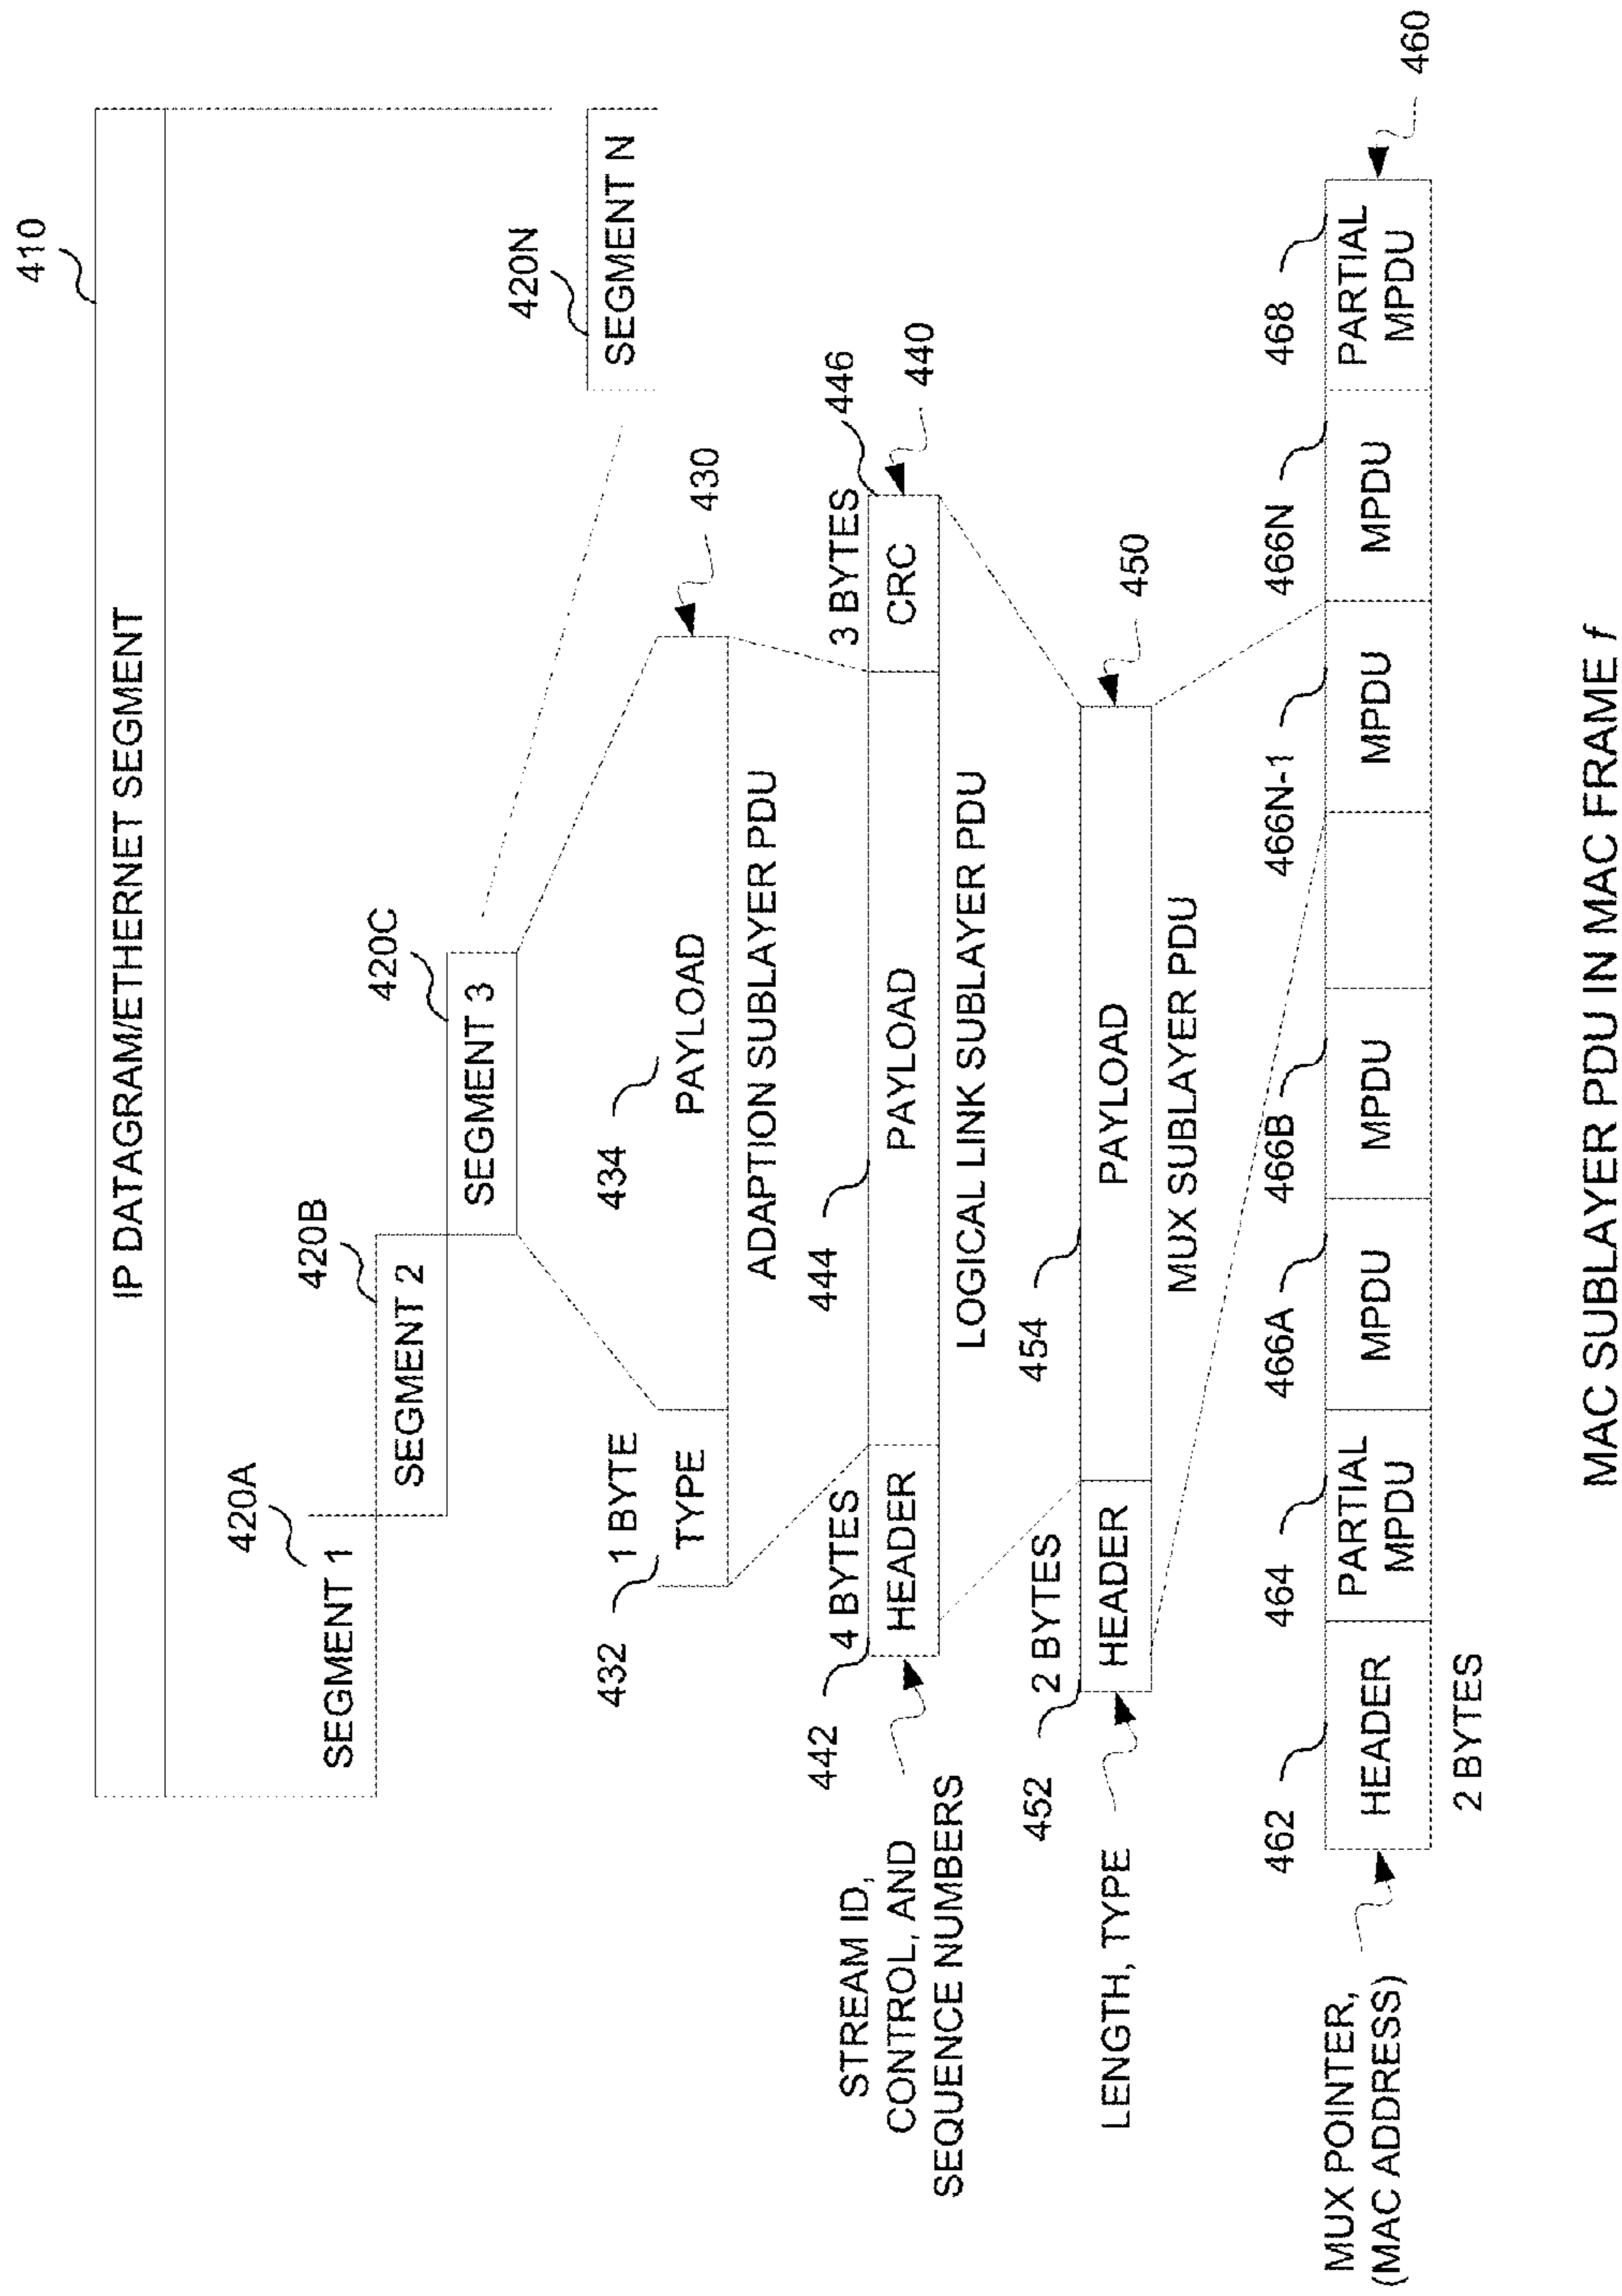 410
IP DATAGRAM/ETHERNET SEGMENT
420A
SEGMENT 1
420B
SEGMENT 2
420C
SEGMENT 3
420N
SEGMENT N
432
1 BYTE
TYPE
434
PAYLOAD
430
ADAPTION SUBLAYER PDU
STREAM ID,
CONTROL, AND
SEQUENCE NUMBERS
442
4 BYTES
HEADER
444
PAYLOAD
3 BYTES
446
CRC
440
LOGICAL LINK SUBLAYER PDU
LENGTH, TYPE
452
2 BYTES
HEADER
454
PAYLOAD
450
MUX SUBLAYER PDU
MUX POINTER,
(MAC ADDRESS)
462
HEADER
2 BYTES
464
PARTIAL
MPDU
466A
MPDU
466B
MPDU
466N-1
MPDU
466N
MPDU
468
PARTIAL
MPDU
460
MAC SUBLAYER PDU IN MAC FRAME f